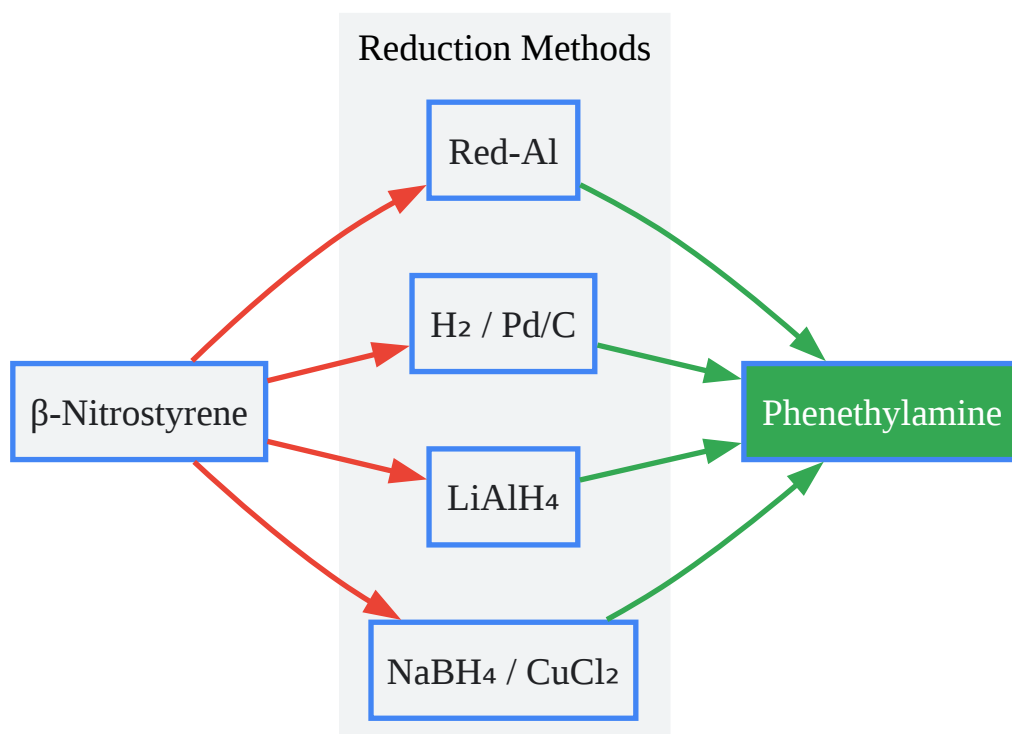 Reduction Methods
Red-Al
H₂ / Pd/C
β-Nitrostyrene
Phenethylamine
LiAlH₄
NaBH₄ / CuCl₂